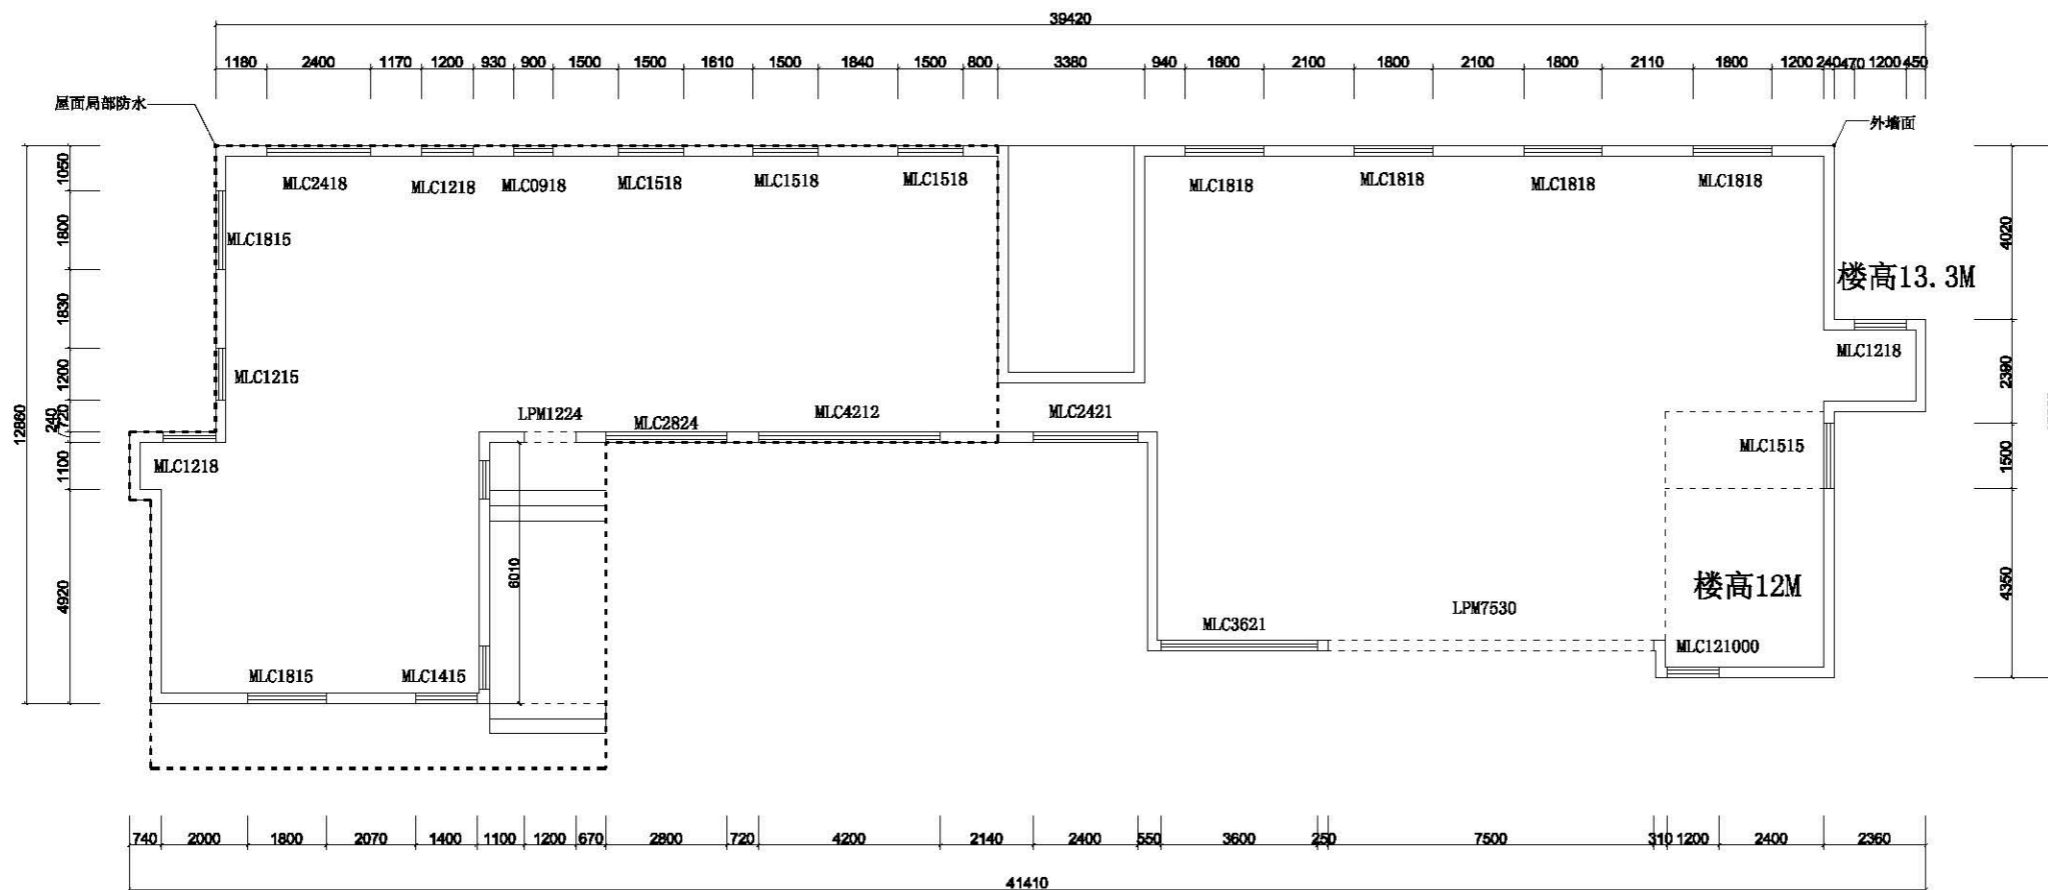 39420
1180 2400 1170 1200 930 900 1500 1500 1610 1500 1840 1500 800 3380 940 1800 2100 1800 2100 1800 2110 1800 1200 240 470 1200 450
屋面局部防水
外墙面
MLC2418 MLC1218 MLC0918 MLC1518 MLC1518 MLC1518 MLC1818 MLC1818 MLC1818 MLC1818
1050
1800
1830
1200
720
240
1100
4920
12860
MLC1815
MLC1215
LPM1224
MLC2824
MLC4212
MLC2421
MLC1218
6010
MLC1815
MLC1415
楼高13.3M
MLC1218
MLC1515
楼高12M
LPM7530
MLC3621
MLC121000
4020
2390
1500
4350
740 2000 1800 2070 1400 1100 1200 670 2800 720 4200 2140 2400 550 3600 250 7500 310 1200 2400 2360
41410